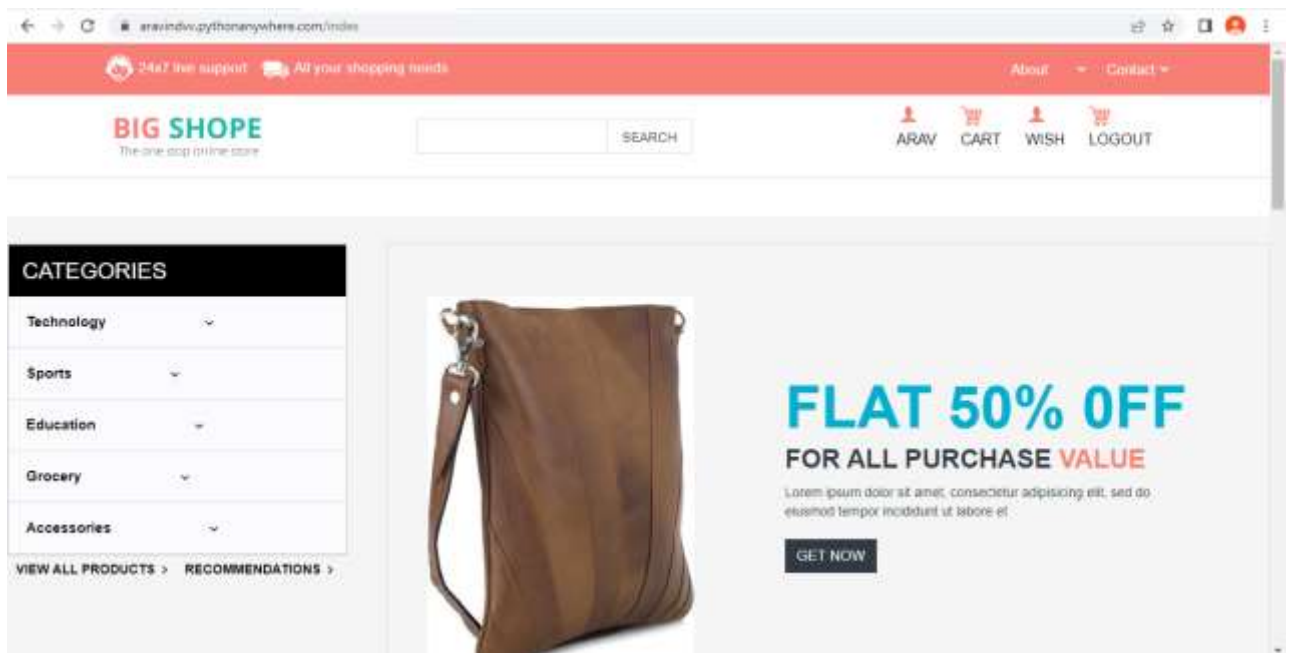 aravindvv.pythonanywhere.com/index
24x7 live support All your shopping needs
About Contact
BIG SHOPE
The one stop online store
SEARCH
ARAV CART WISH LOGOUT
CATEGORIES
Technology
Sports
Education
Grocery
Accessories
VIEW ALL PRODUCTS > RECOMMENDATIONS >
FLAT 50% 0FF
FOR ALL PURCHASE VALUE
Lorem ipsum dolor sit amet, consectetur adipisicing elit, sed do
eiusmod tempor incididunt ut labore et
GET NOW